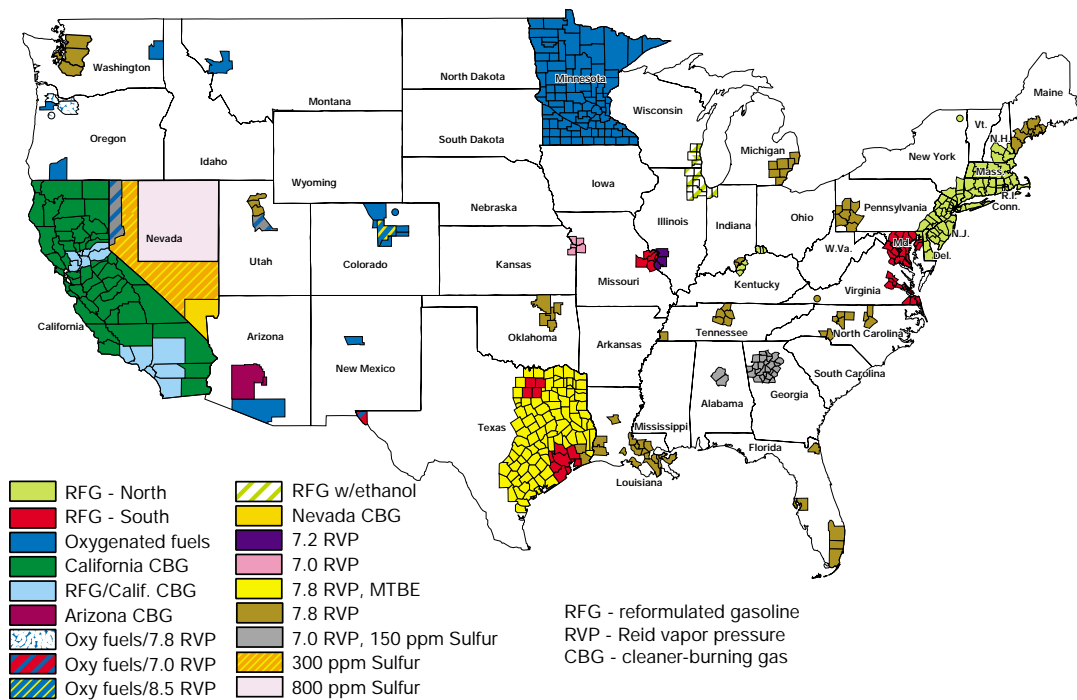 Washington
Montana
North Dakota
Minnesota
Maine
Oregon
Idaho
South Dakota
Wisconsin
Michigan
Vt.
N.H.
New York
Mass.
R.I.
Conn.
Wyoming
Iowa
Nebraska
Nevada
Utah
Colorado
Kansas
Illinois
Indiana
Ohio
Pennsylvania
N.J.
Md.
Del.
W.Va.
Missouri
Kentucky
Virginia
California
Arizona
New Mexico
Oklahoma
Arkansas
Tennessee
North Carolina
South Carolina
Texas
Mississippi
Alabama
Georgia
Louisiana
Florida
RFG - North
RFG - South
Oxygenated fuels
California CBG
RFG/Calif. CBG
Arizona CBG
Oxy fuels/7.8 RVP
Oxy fuels/7.0 RVP
Oxy fuels/8.5 RVP
RFG w/ethanol
Nevada CBG
7.2 RVP
7.0 RVP
7.8 RVP, MTBE
7.8 RVP
7.0 RVP, 150 ppm Sulfur
300 ppm Sulfur
800 ppm Sulfur
RFG - reformulated gasoline
RVP - Reid vapor pressure
CBG - cleaner-burning gas